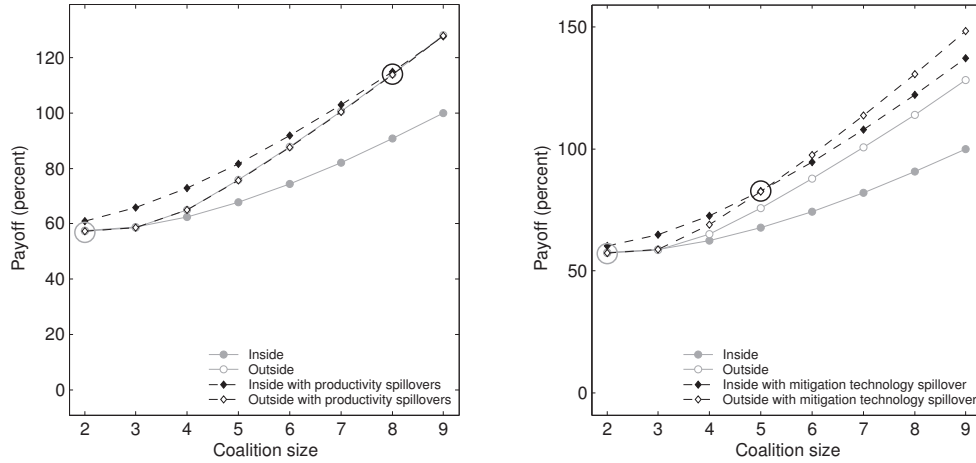 120
100
80
60
40
20
0
Payoff (percent)
2 3 4 5 6 7 8 9
Coalition size
Inside
Outside
Inside with productivity spillovers
Outside with productivity spillovers
150
100
50
0
Payoff (percent)
2 3 4 5 6 7 8 9
Coalition size
Inside
Outside
Inside with mitigation technology spillover
Outside with mitigation technology spillover